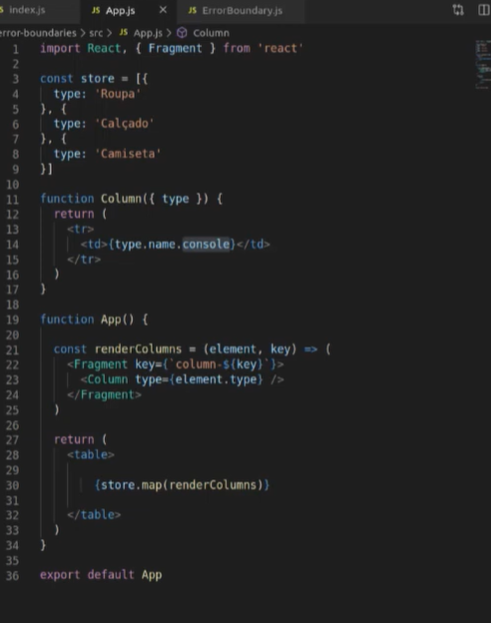 index.js
JS App.js ×
JS ErrorBoundary.js
error-boundaries > src > JS App.js > Column
1 import React, { Fragment } from 'react'
2
3 const store = [{
4   type: 'Roupa'
5 }, {
6   type: 'Calçado'
7 }, {
8   type: 'Camiseta'
9 }]
10
11 function Column({ type }) {
12   return (
13     <tr>
14       <td>{type.name.console}</td>
15     </tr>
16   )
17 }
18
19 function App() {
20
21   const renderColumns = (element, key) => (
22     <Fragment key={`column-${key}`}>
23       <Column type={element.type} />
24     </Fragment>
25   )
26
27   return (
28     <table>
29
30         {store.map(renderColumns)}
31
32     </table>
33   )
34 }
35
36 export default App